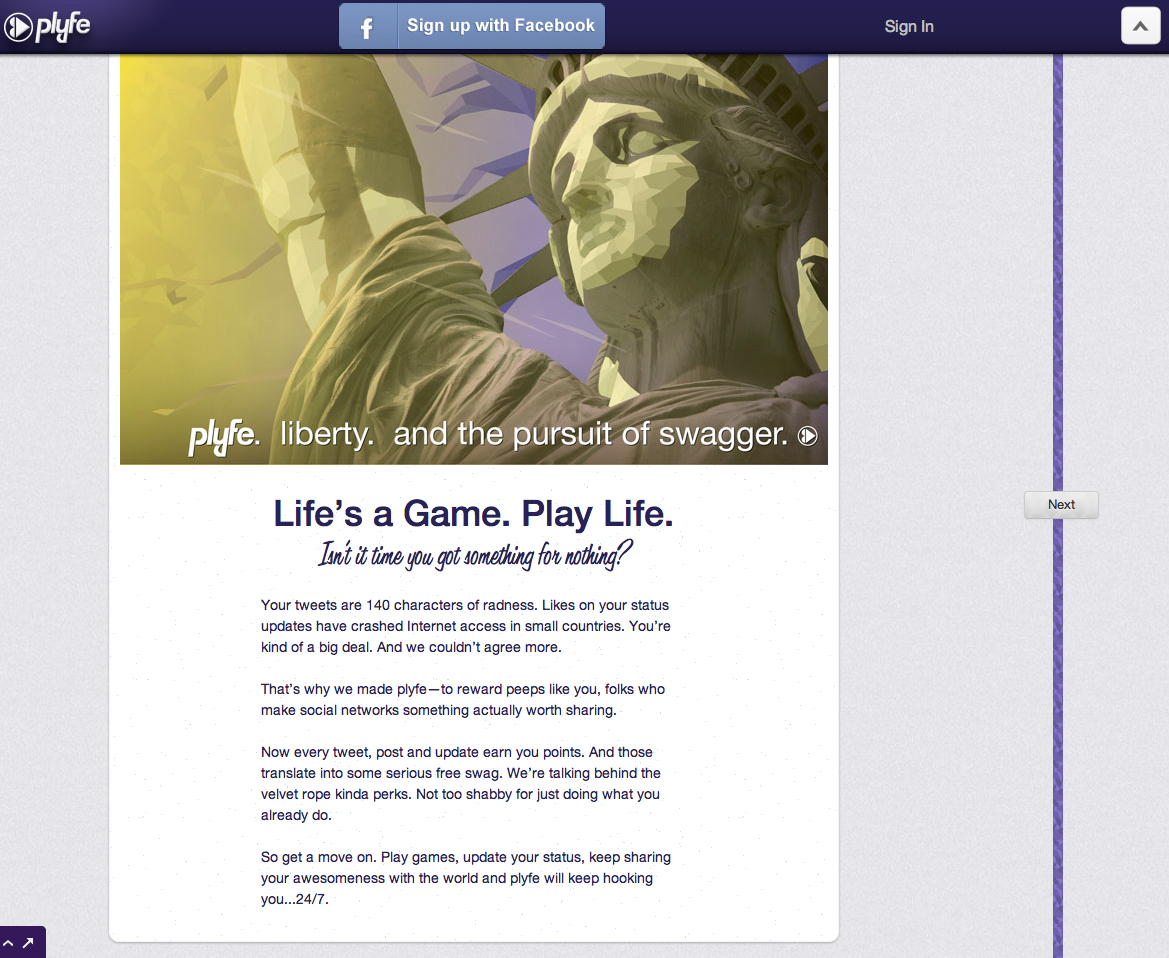 plyfe
Sign up with Facebook
Sign In
plyfe. liberty. and the pursuit of swagger.
Life’s a Game. Play Life.
Isn't it time you got something for nothing?
Next
Your tweets are 140 characters of radness. Likes on your status
updates have crashed Internet access in small countries. You’re
kind of a big deal. And we couldn’t agree more.
That’s why we made plyfe—to reward peeps like you, folks who
make social networks something actually worth sharing.
Now every tweet, post and update earn you points. And those
translate into some serious free swag. We’re talking behind the
velvet rope kinda perks. Not too shabby for just doing what you
already do.
So get a move on. Play games, update your status, keep sharing
your awesomeness with the world and plyfe will keep hooking
you...24/7.